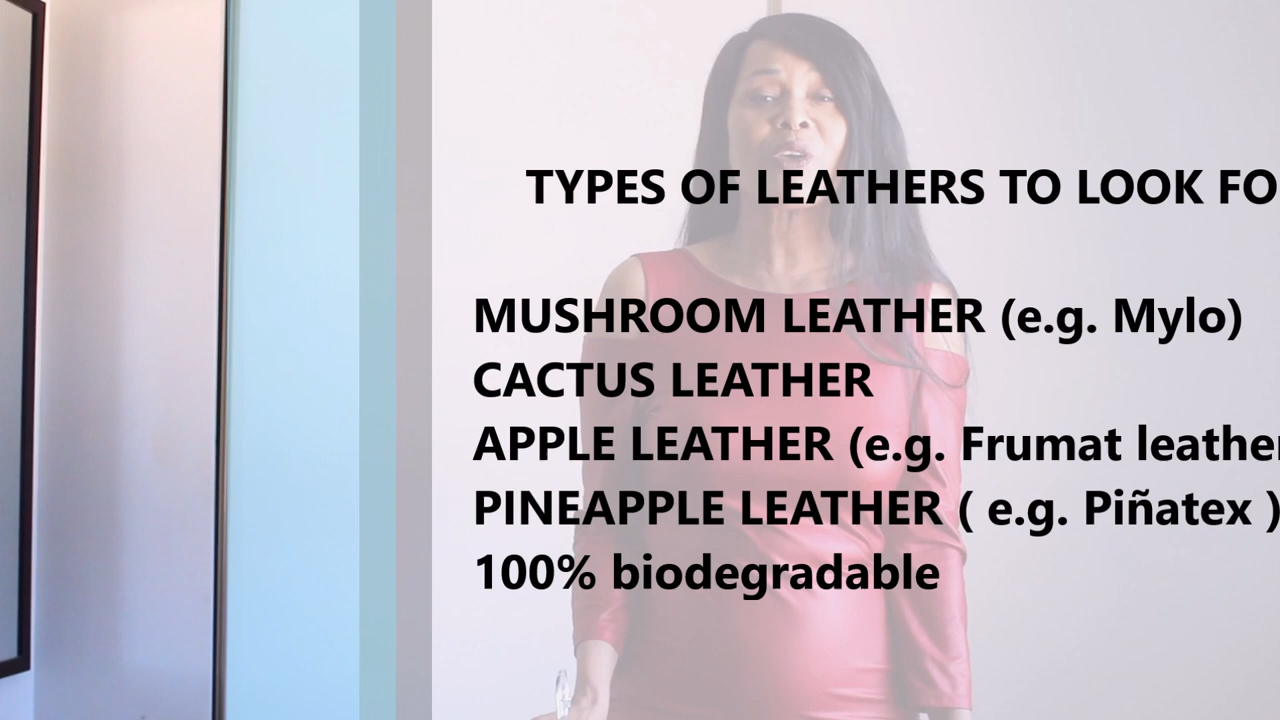 TYPES OF LEATHERS TO LOOK FO
MUSHROOM LEATHER (e.g. Mylo)
CACTUS LEATHER
APPLE LEATHER (e.g. Frumat leather
PINEAPPLE LEATHER ( e.g. Piñatex )
100% biodegradable